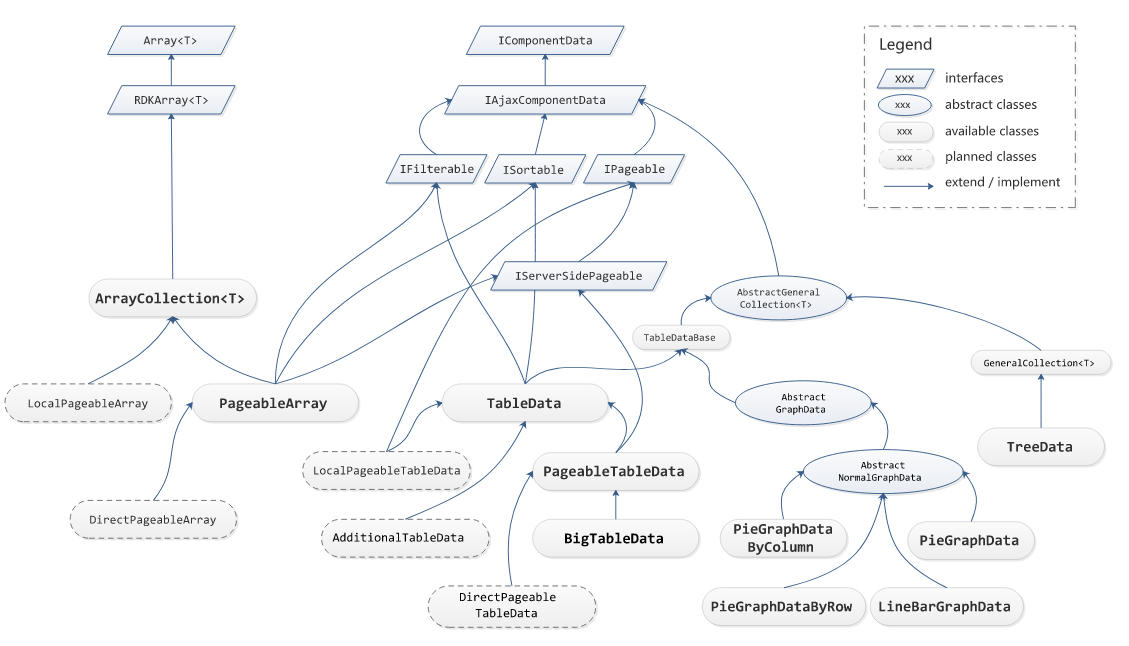 Array<T>
IComponentData
Legend
xxx
interfaces
RDKArray<T>
IAjaxComponentData
xxx
abstract classes
xxx
available classes
xxx
planned classes
extend / implement
IFilterable
ISortable
IPageable
IServerSidePageable
ArrayCollection<T>
AbstractGeneral
Collection<T>
TableDataBase
GeneralCollection<T>
LocalPageableArray
PageableArray
TableData
Abstract
GraphData
TreeData
LocalPageableTableData
PageableTableData
Abstract
NormalGraphData
DirectPageableArray
AdditionalTableData
BigTableData
PieGraphData
ByColumn
PieGraphData
DirectPageable
TableData
PieGraphDataByRow
LineBarGraphData